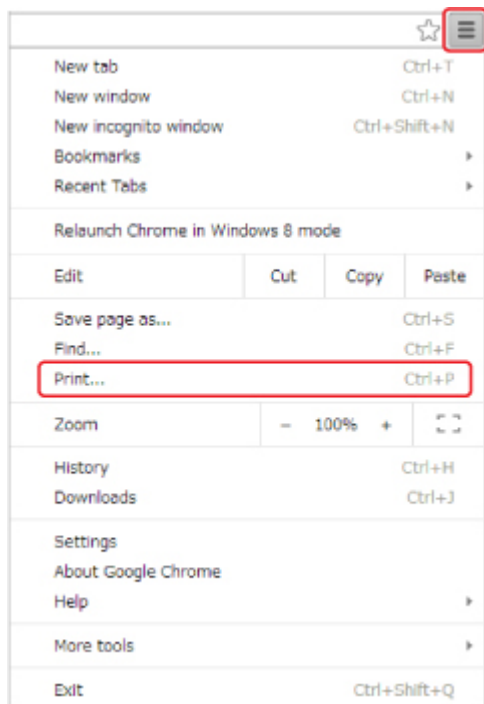 New tab Ctrl+T
New window Ctrl+N
New incognito window Ctrl+Shift+N
Bookmarks
Recent Tabs
Relaunch Chrome in Windows 8 mode
Edit Cut Copy Paste
Save page as... Ctrl+S
Find... Ctrl+F
Print... Ctrl+P
Zoom - 100% +
History Ctrl+H
Downloads Ctrl+J
Settings
About Google Chrome
Help
More tools
Exit Ctrl+Shift+Q